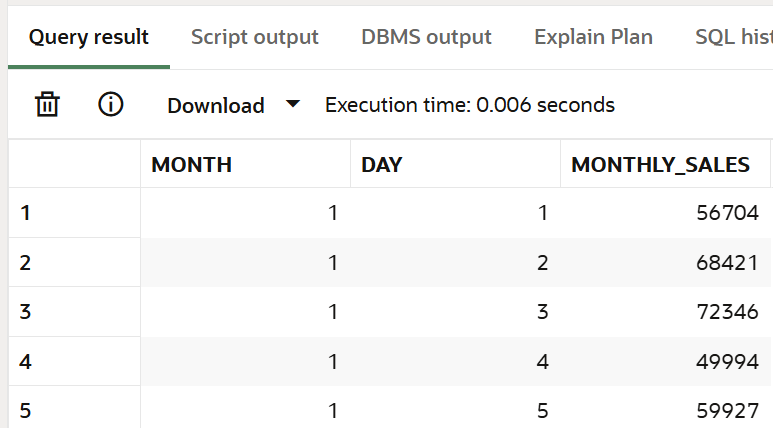 Query result Script output DBMS output Explain Plan SQL
Download Execution time: 0.006 seconds
MONTH DAY MONTHLY_SALES
1 1 1 56704
2 1 2 68421
3 1 3 72346
4 1 4 49994
5 1 5 59927